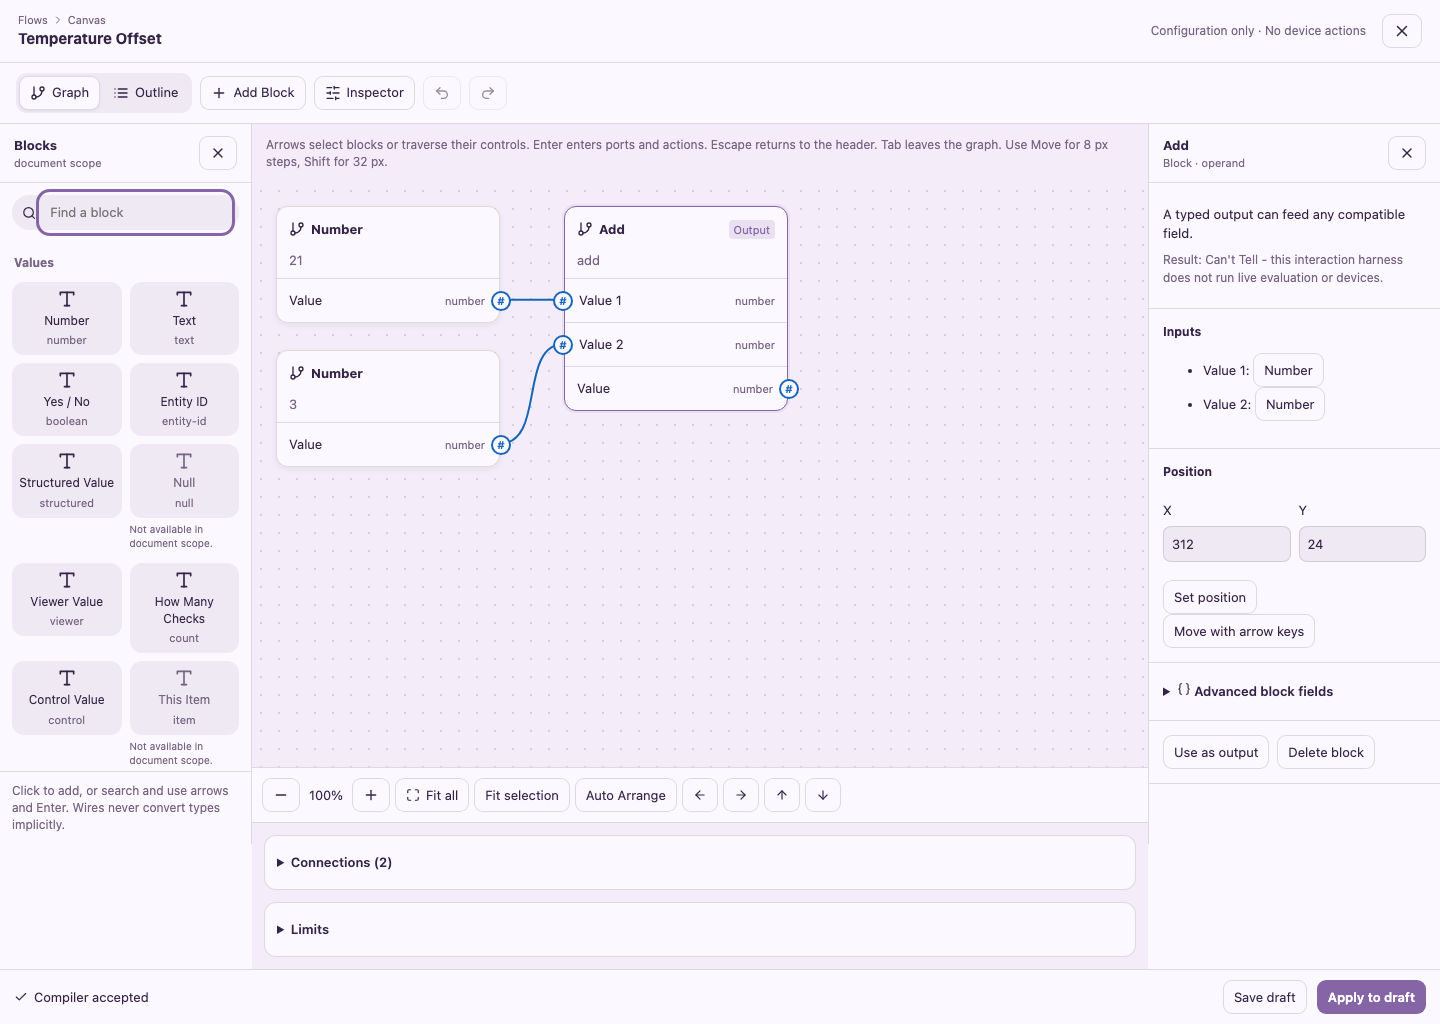 Flows > Canvas
Temperature Offset
Configuration only · No device actions
Graph
Outline
Add Block
Inspector
Blocks
document scope
Find a block
Values
Number
number
Text
text
Yes / No
boolean
Entity ID
entity-id
Structured Value
structured
Null
null
Not available in
document scope.
Viewer Value
viewer
How Many
Checks
count
Control Value
control
This Item
item
Not available in
document scope.
Click to add, or search and use arrows
and Enter. Wires never convert types
implicitly.
Arrows select blocks or traverse their controls. Enter enters ports and actions. Escape returns to the header. Tab leaves the graph. Use Move for 8 px
steps, Shift for 32 px.
Number
21
Value number #
Number
3
Value number #
Add Output
add
# Value 1 number
# Value 2 number
Value number #
100%
Fit all
Fit selection
Auto Arrange
Connections (2)
Limits
Add
Block · operand
A typed output can feed any compatible
field.
Result: Can't Tell - this interaction harness
does not run live evaluation or devices.
Inputs
• Value 1: Number
• Value 2: Number
Position
X Y
312 24
Set position
Move with arrow keys
{} Advanced block fields
Use as output
Delete block
Compiler accepted
Save draft
Apply to draft